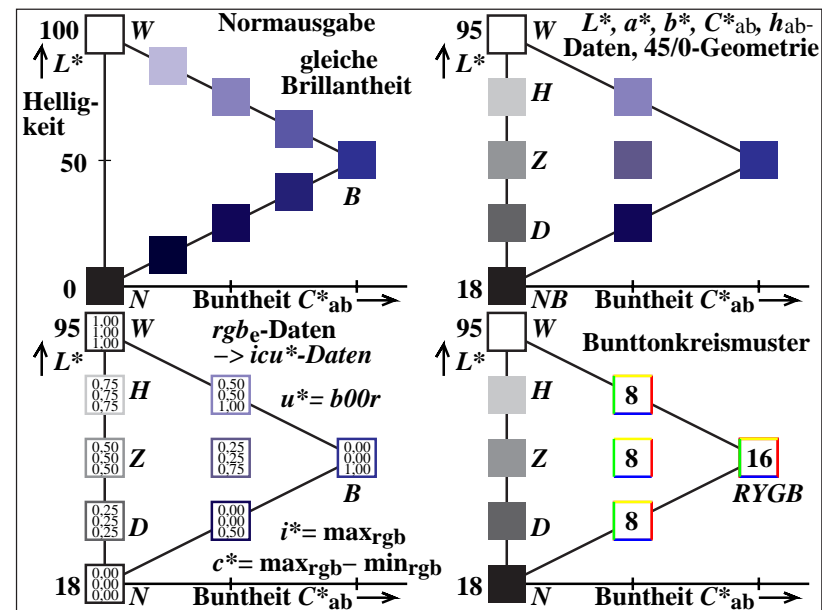 100 W Normausgabe
L*
gleiche
Brillantheit
Hellig-
keit
50
B
0 N Buntheit C*ab
95 W L*, a*, b*, C*ab, hab-
L* Daten, 45/0-Geometrie
H
Z
D
18 NB Buntheit C*ab
95 1,00 W rgbe-Daten
1,00
1,00
L* –> icu*-Daten
0,75 H 0,50 u*= b00r
0,75 0,50
0,75 1,00
0,50 Z 0,25 0,00
0,50 0,25 0,00
0,50 0,75 1,00
B
0,25 D 0,00
0,25 0,00
0,25 0,50
i*= maxrgb
c*= maxrgb– minrgb
18 0,00 N Buntheit C*ab
0,00
0,00
95 W Bunttonkreismuster
L*
H 8
Z 8 16
RYGB
D 8
18 N Buntheit C*ab